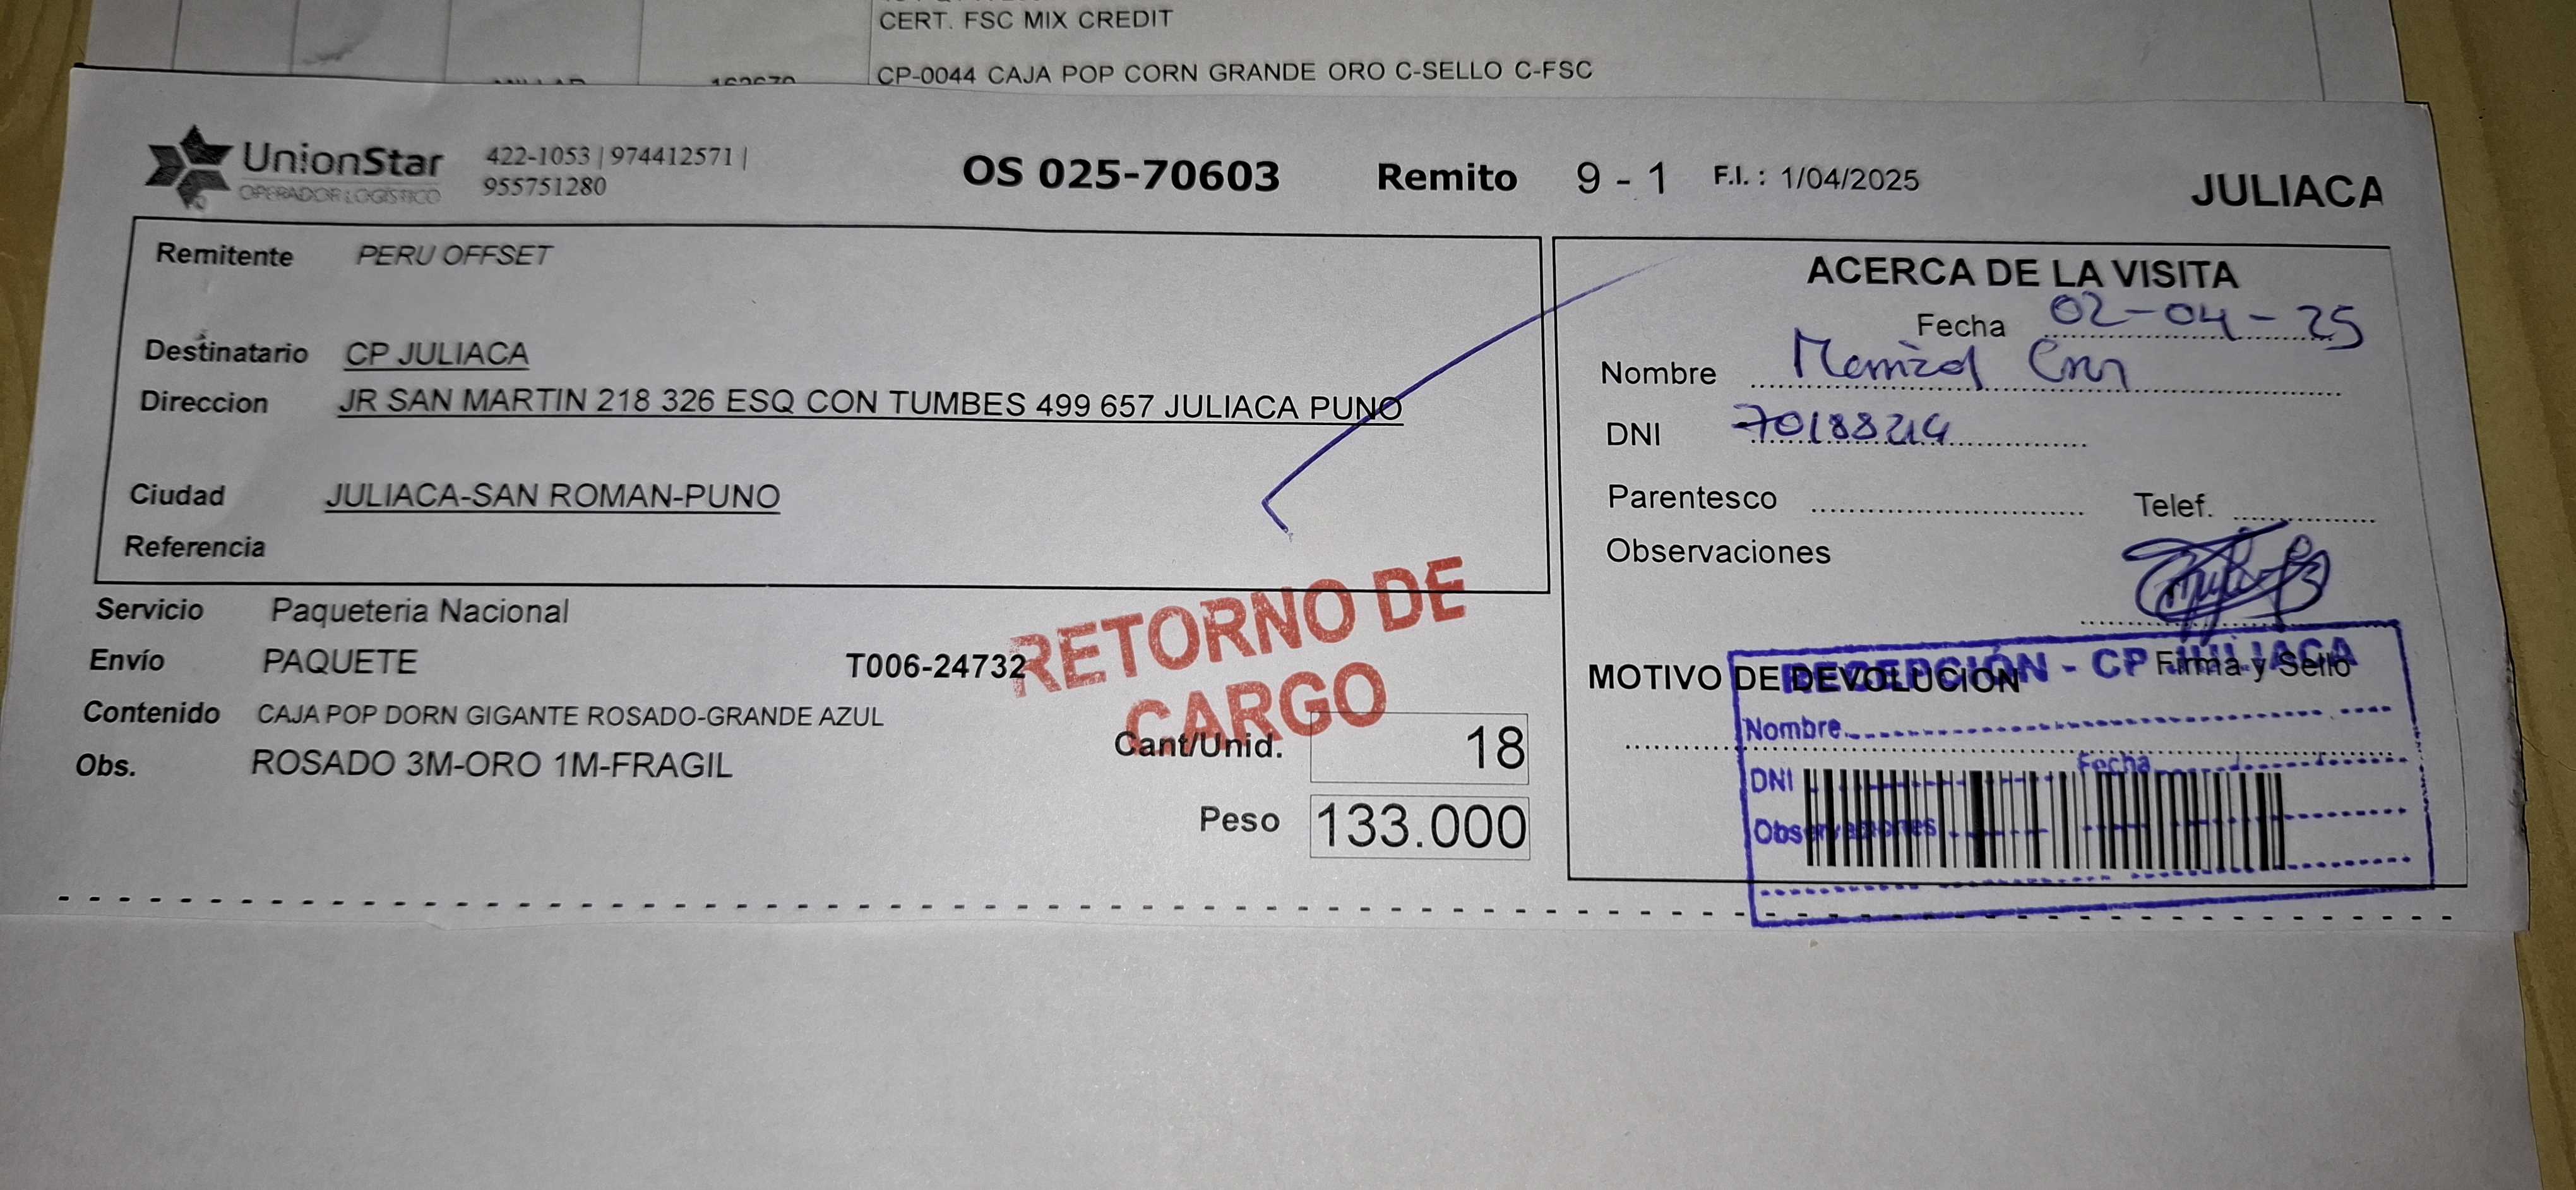 CERT. FSC MIX CREDIT
CP-0044 CAJA POP CORN GRANDE ORO C-SELLO C-FSC
UnionStar
OPERADOR LOGÍSTICO
422-1053 | 974412571 |
955751280
OS 025-70603 Remito 9 - 1 F.I. : 1/04/2025
JULIACA
Remitente PERU OFFSET
Destinatario CP JULIACA
Direccion JR SAN MARTIN 218 326 ESQ CON TUMBES 499 657 JULIACA PUNO
Ciudad JULIACA-SAN ROMAN-PUNO
Referencia
Servicio Paqueteria Nacional
Envío PAQUETE T006-24732
Contenido CAJA POP DORN GIGANTE ROSADO-GRANDE AZUL
Obs. ROSADO 3M-ORO 1M-FRAGIL
RETORNO DE
CARGO
Cant/Unid. 18
Peso 133.000
ACERCA DE LA VISITA
Fecha 02-04-25
Nombre
DNI 70188214
Parentesco Telef.
Observaciones
Firma y Sello
MOTIVO DE DEVOLUCION
RECEPCIÓN - CP JULIACA
Nombre
DNI Fecha
Observaciones